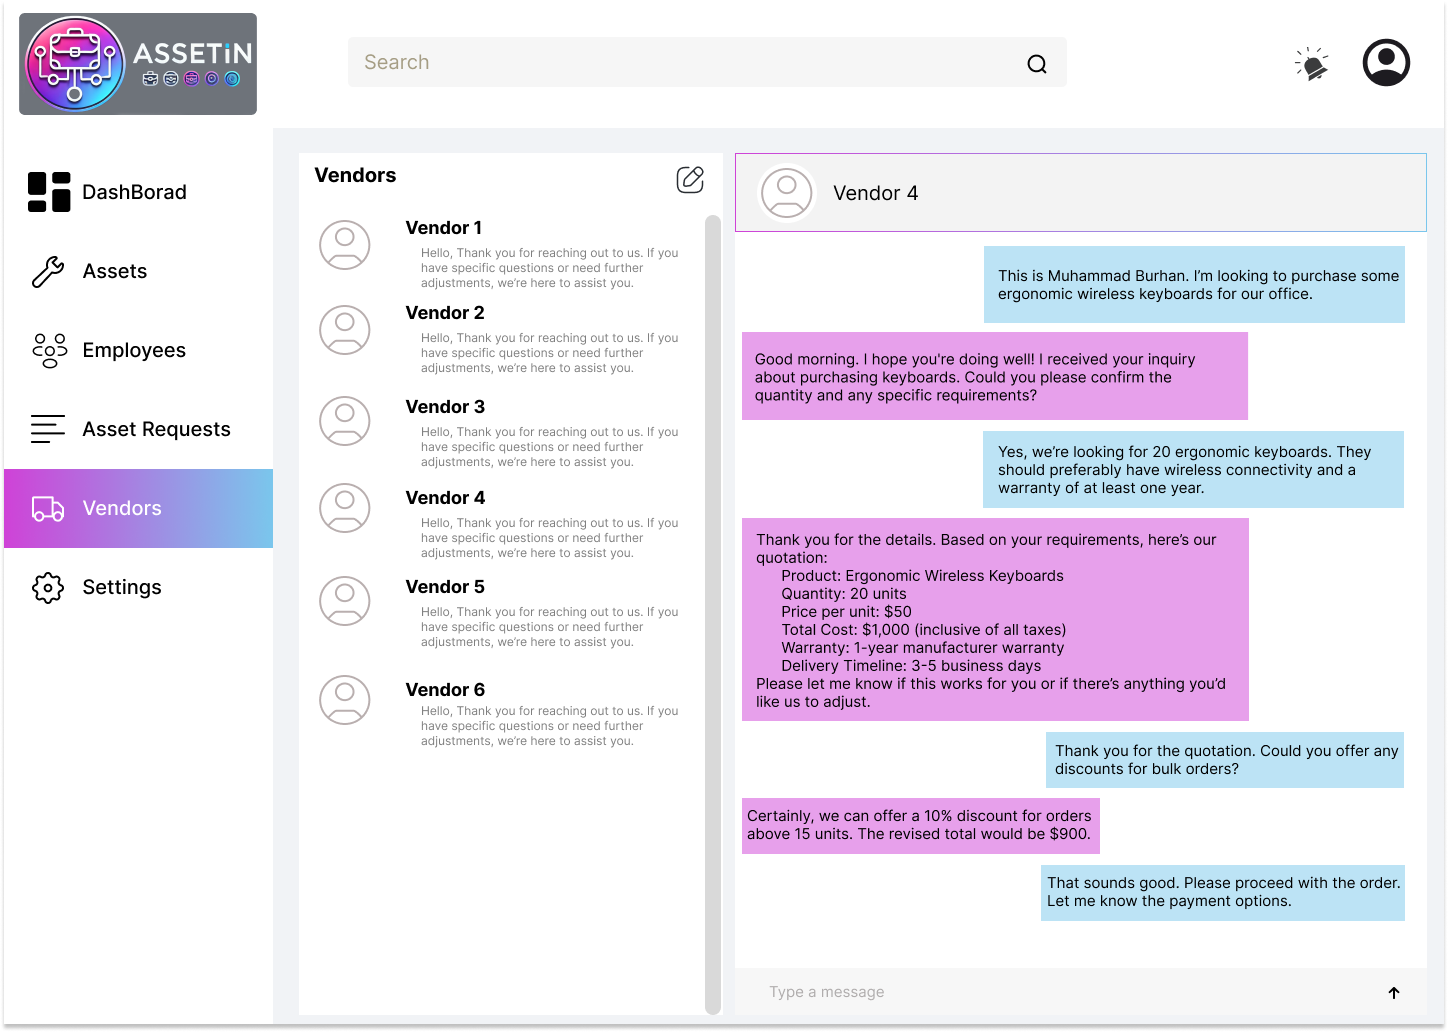 ASSETiN
Search
DashBorad
Assets
Employees
Asset Requests
Vendors
Settings
Vendors
Vendor 1
Hello, Thank you for reaching out to us. If you
have specific questions or need further
adjustments, we’re here to assist you.
Vendor 2
Hello, Thank you for reaching out to us. If you
have specific questions or need further
adjustments, we’re here to assist you.
Vendor 3
Hello, Thank you for reaching out to us. If you
have specific questions or need further
adjustments, we’re here to assist you.
Vendor 4
Hello, Thank you for reaching out to us. If you
have specific questions or need further
adjustments, we’re here to assist you.
Vendor 5
Hello, Thank you for reaching out to us. If you
have specific questions or need further
adjustments, we’re here to assist you.
Vendor 6
Hello, Thank you for reaching out to us. If you
have specific questions or need further
adjustments, we’re here to assist you.
Vendor 4
This is Muhammad Burhan. I’m looking to purchase some
ergonomic wireless keyboards for our office.
Good morning. I hope you're doing well! I received your inquiry
about purchasing keyboards. Could you please confirm the
quantity and any specific requirements?
Yes, we’re looking for 20 ergonomic keyboards. They
should preferably have wireless connectivity and a
warranty of at least one year.
Thank you for the details. Based on your requirements, here’s our
quotation:
Product: Ergonomic Wireless Keyboards
Quantity: 20 units
Price per unit: $50
Total Cost: $1,000 (inclusive of all taxes)
Warranty: 1-year manufacturer warranty
Delivery Timeline: 3-5 business days
Please let me know if this works for you or if there’s anything you’d
like us to adjust.
Thank you for the quotation. Could you offer any
discounts for bulk orders?
Certainly, we can offer a 10% discount for orders
above 15 units. The revised total would be $900.
That sounds good. Please proceed with the order.
Let me know the payment options.
Type a message